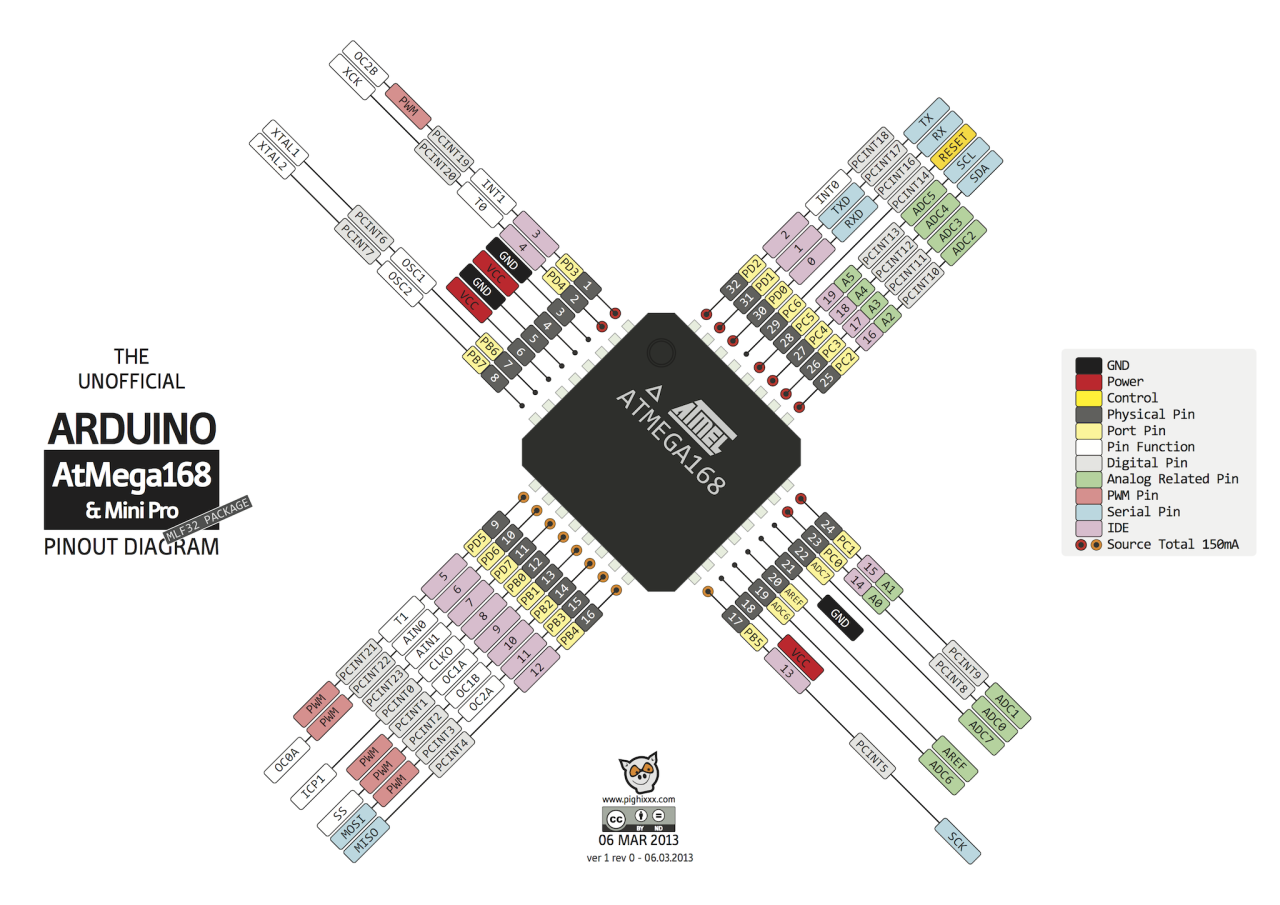 OC2B
XCK
PWM
XTAL1
XTAL2
PCINT19
PCINT20
INT1
T0
PCINT6
PCINT7
OSC1
OSC2
3
4
GND
VCC
GND
VCC
PD3
PD4
PB6
PB7
1
2
3
4
5
6
7
8
TX
RX
RESET
SCL
SDA
PCINT18
PCINT17
PCINT16
PCINT14
INT0
TXD
RXD
ADC5
ADC4
ADC3
ADC2
2
1
0
PCINT13
PCINT12
PCINT11
PCINT10
A5
A4
A3
A2
19
18
17
16
PD2
PD1
PD0
PC6
PC5
PC4
PC3
PC2
32
31
30
29
28
27
26
25
ATMEL
ATMEGA168
THE
UNOFFICIAL
ARDUINO
AtMega168
& Mini Pro
MLF32 PACKAGE
PINOUT DIAGRAM
GND
Power
Control
Physical Pin
Port Pin
Pin Function
Digital Pin
Analog Related Pin
PWM Pin
Serial Pin
IDE
Source Total 150mA
9
10
11
12
13
14
15
16
PD5
PD6
PD7
PB0
PB1
PB2
PB3
PB4
5
6
7
8
9
10
11
12
T1
AIN0
AIN1
CLKO
OC1A
OC1B
OC2A
PCINT21
PCINT22
PCINT23
PCINT0
PCINT1
PCINT2
PCINT3
PCINT4
PWM
PWM
PWM
PWM
PWM
OC0A
ICP1
SS
MOSI
MISO
24
23
22
21
20
19
18
17
PC1
PC0
ADC7
AREF
ADC6
PB5
15
14
A1
A0
GND
VCC
13
PCINT9
PCINT8
PCINT5
ADC1
ADC0
ADC7
AREF
ADC6
SCK
www.pighixxx.com
cc
BY ND
06 MAR 2013
ver 1 rev 0 - 06.03.2013